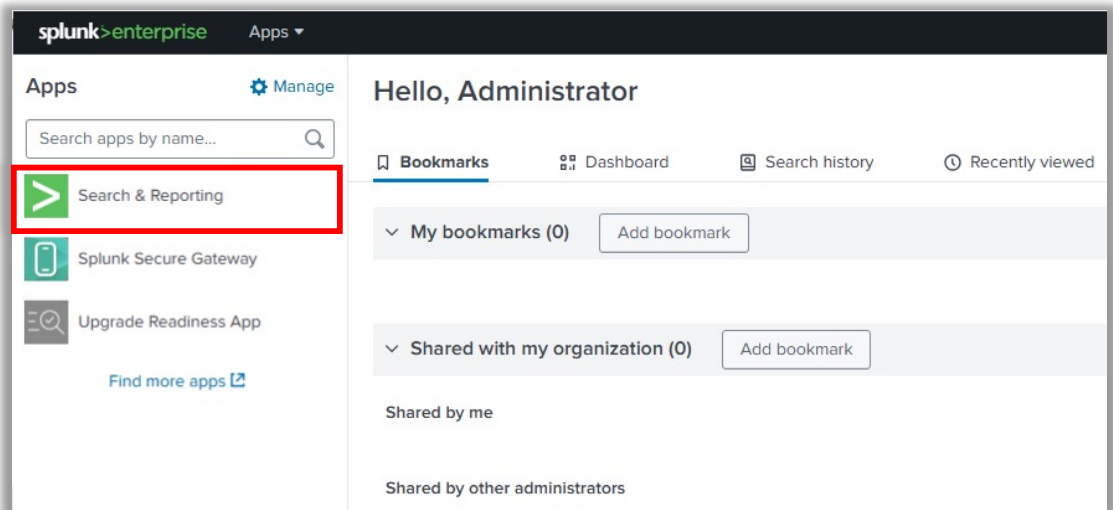 splunk>enterprise Apps
Apps Manage
Search apps by name...
Search & Reporting
Splunk Secure Gateway
Upgrade Readiness App
Find more apps
Hello, Administrator
Bookmarks Dashboard Search history Recently viewed
My bookmarks (0) Add bookmark
Shared with my organization (0) Add bookmark
Shared by me
Shared by other administrators